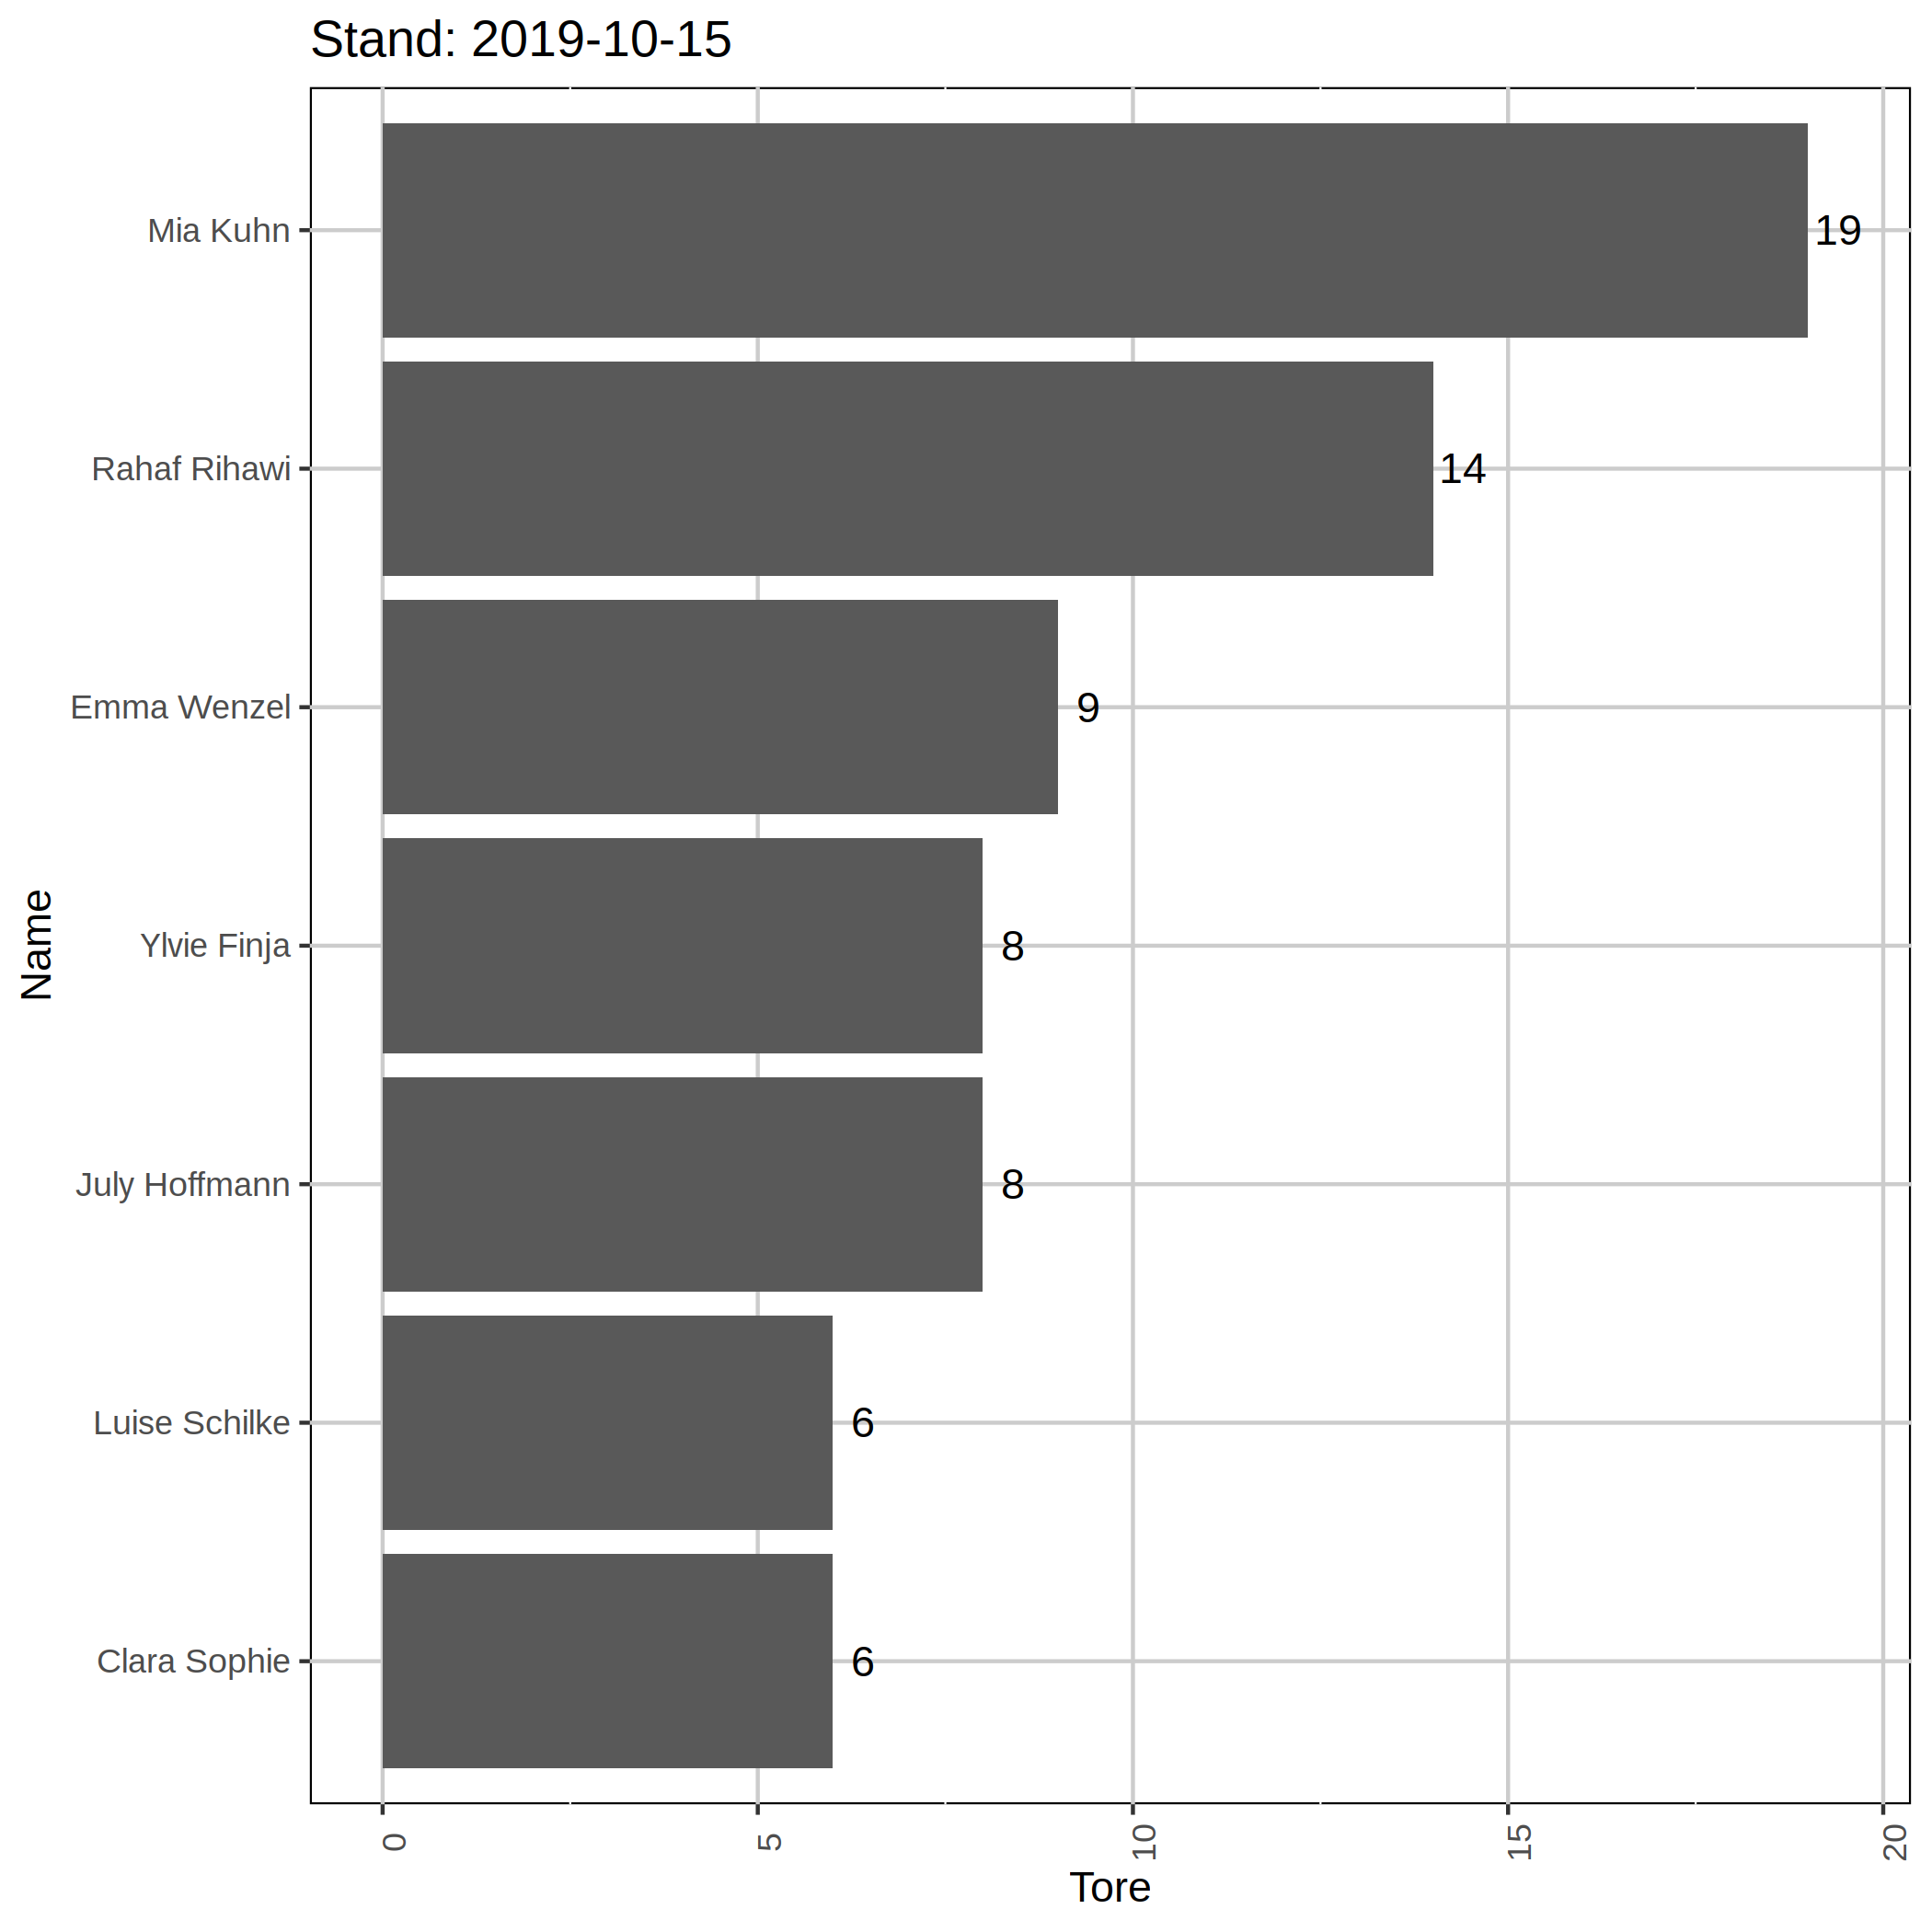 Stand: 2019-10-15
Mia Kuhn
19
Rahaf Rihawi
14
Emma Wenzel
9
Ylvie Finja
8
July Hoffmann
8
Luise Schilke
6
Clara Sophie
6
Name
0
5
10
15
20
Tore